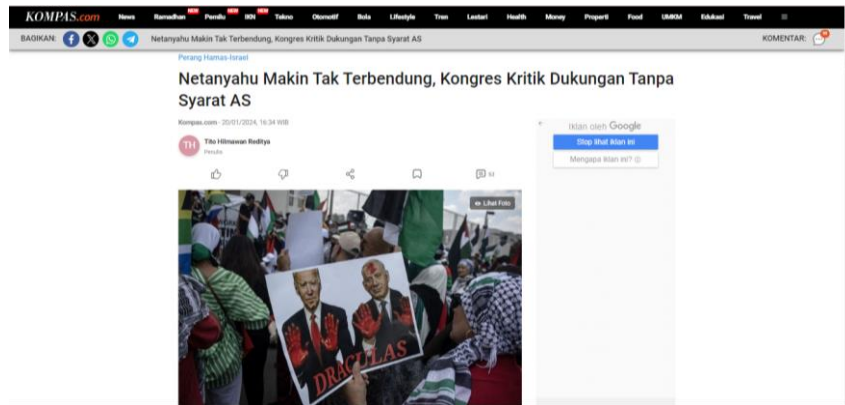 KOMPAS.com News Ramadhan NEW Pemilu NEW IKN NEW Tekno Otomotif Bola Lifestyle Tren Lestari Health Money Properti Food UMKM Edukasi Travel
BAGIKAN: Netanyahu Makin Tak Terbendung, Kongres Kritik Dukungan Tanpa Syarat AS KOMENTAR:
Perang Hamas-Israel
Netanyahu Makin Tak Terbendung, Kongres Kritik Dukungan Tanpa
Syarat AS
Kompas.com - 20/01/2024, 16:34 WIB
TH Tito Hilmawan Reditya
Penulis
Iklan oleh Google
Stop lihat iklan ini
Mengapa iklan ini?
Lihat Foto
DRACULAS